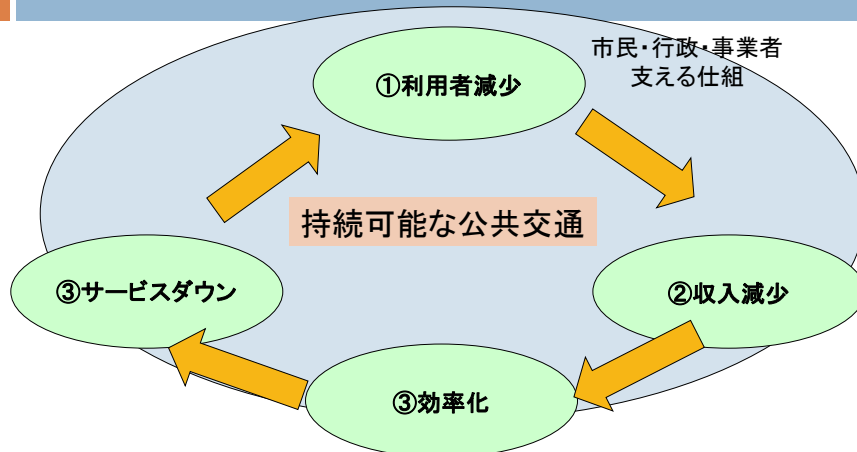 市民・行政・事業者
支える仕組
①利用者減少
持続可能な公共交通
③サービスダウン
②収入減少
③効率化